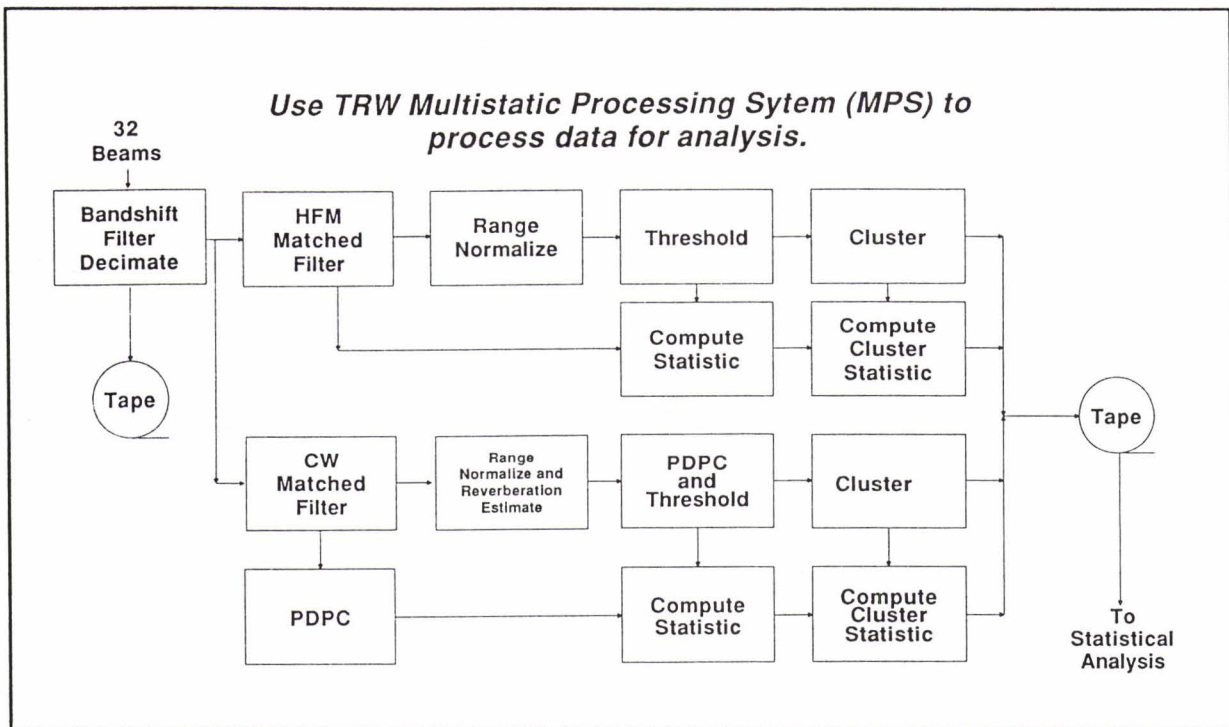 Use TRW Multistatic Processing Sytem (MPS) to
process data for analysis.
32
Beams
Bandshift
Filter
Decimate
HFM
Matched
Filter
Range
Normalize
Threshold
Cluster
Compute
Statistic
Compute
Cluster
Statistic
Tape
Tape
CW
Matched
Filter
Range
Normalize and
Reverberation
Estimate
PDPC
and
Threshold
Cluster
PDPC
Compute
Statistic
Compute
Cluster
Statistic
To
Statistical
Analysis